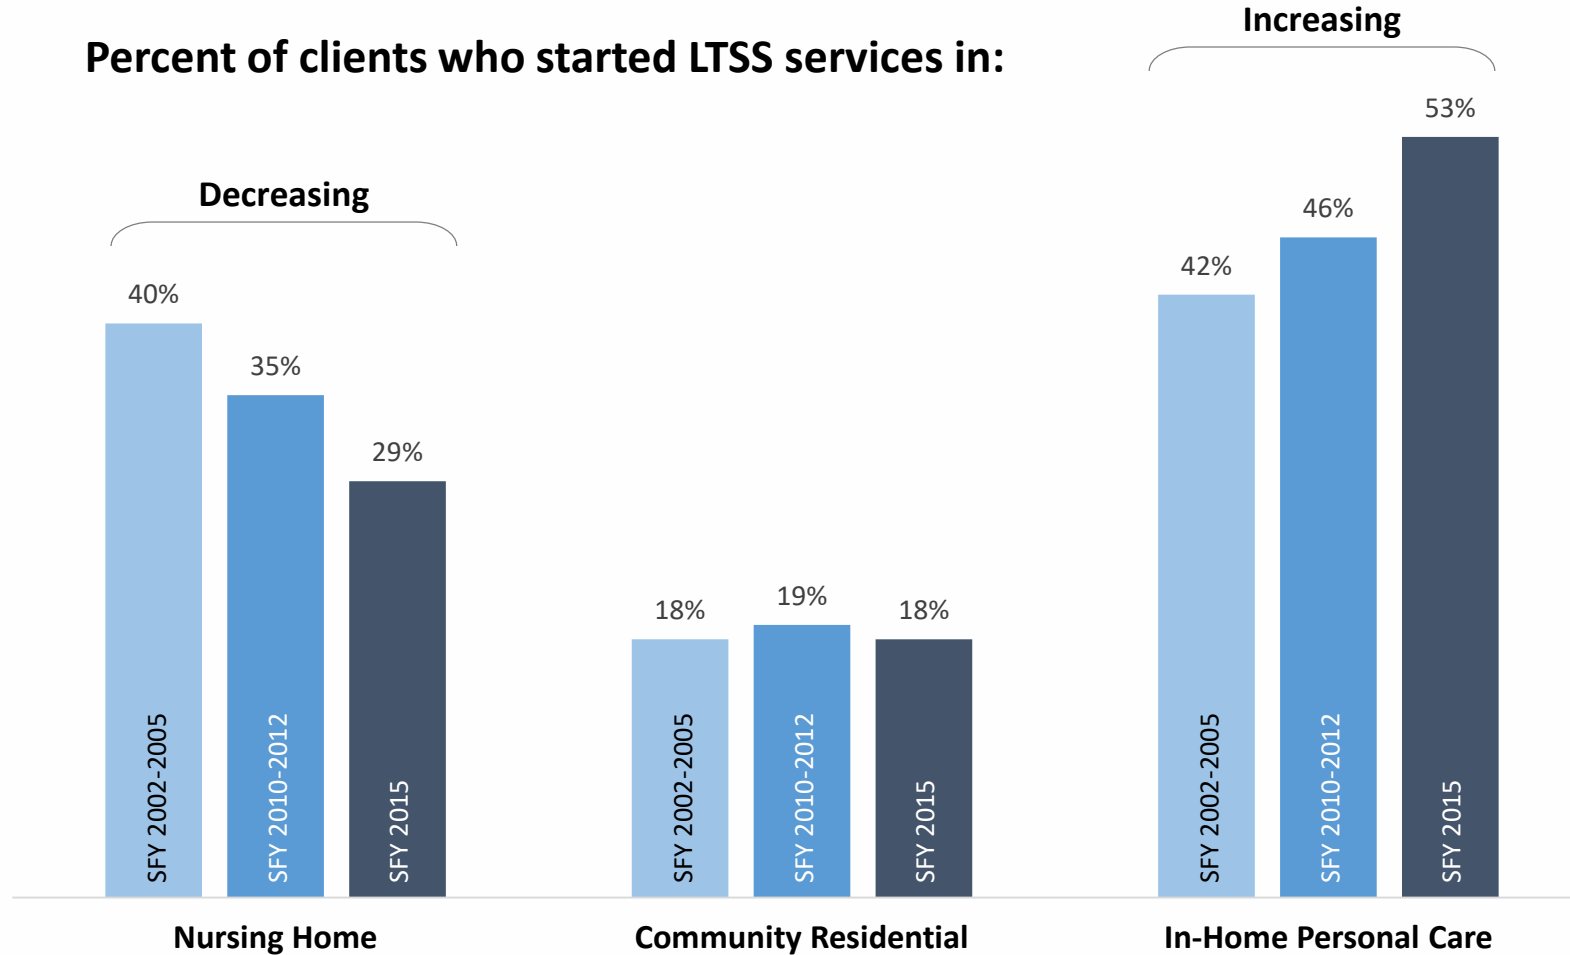 Increasing
Percent of clients who started LTSS services in:
53%
Decreasing
46%
42%
40%
35%
29%
18%
19%
18%
SFY 2002-2005
SFY 2010-2012
SFY 2015
SFY 2002-2005
SFY 2010-2012
SFY 2015
SFY 2002-2005
SFY 2010-2012
SFY 2015
Nursing Home
Community Residential
In-Home Personal Care